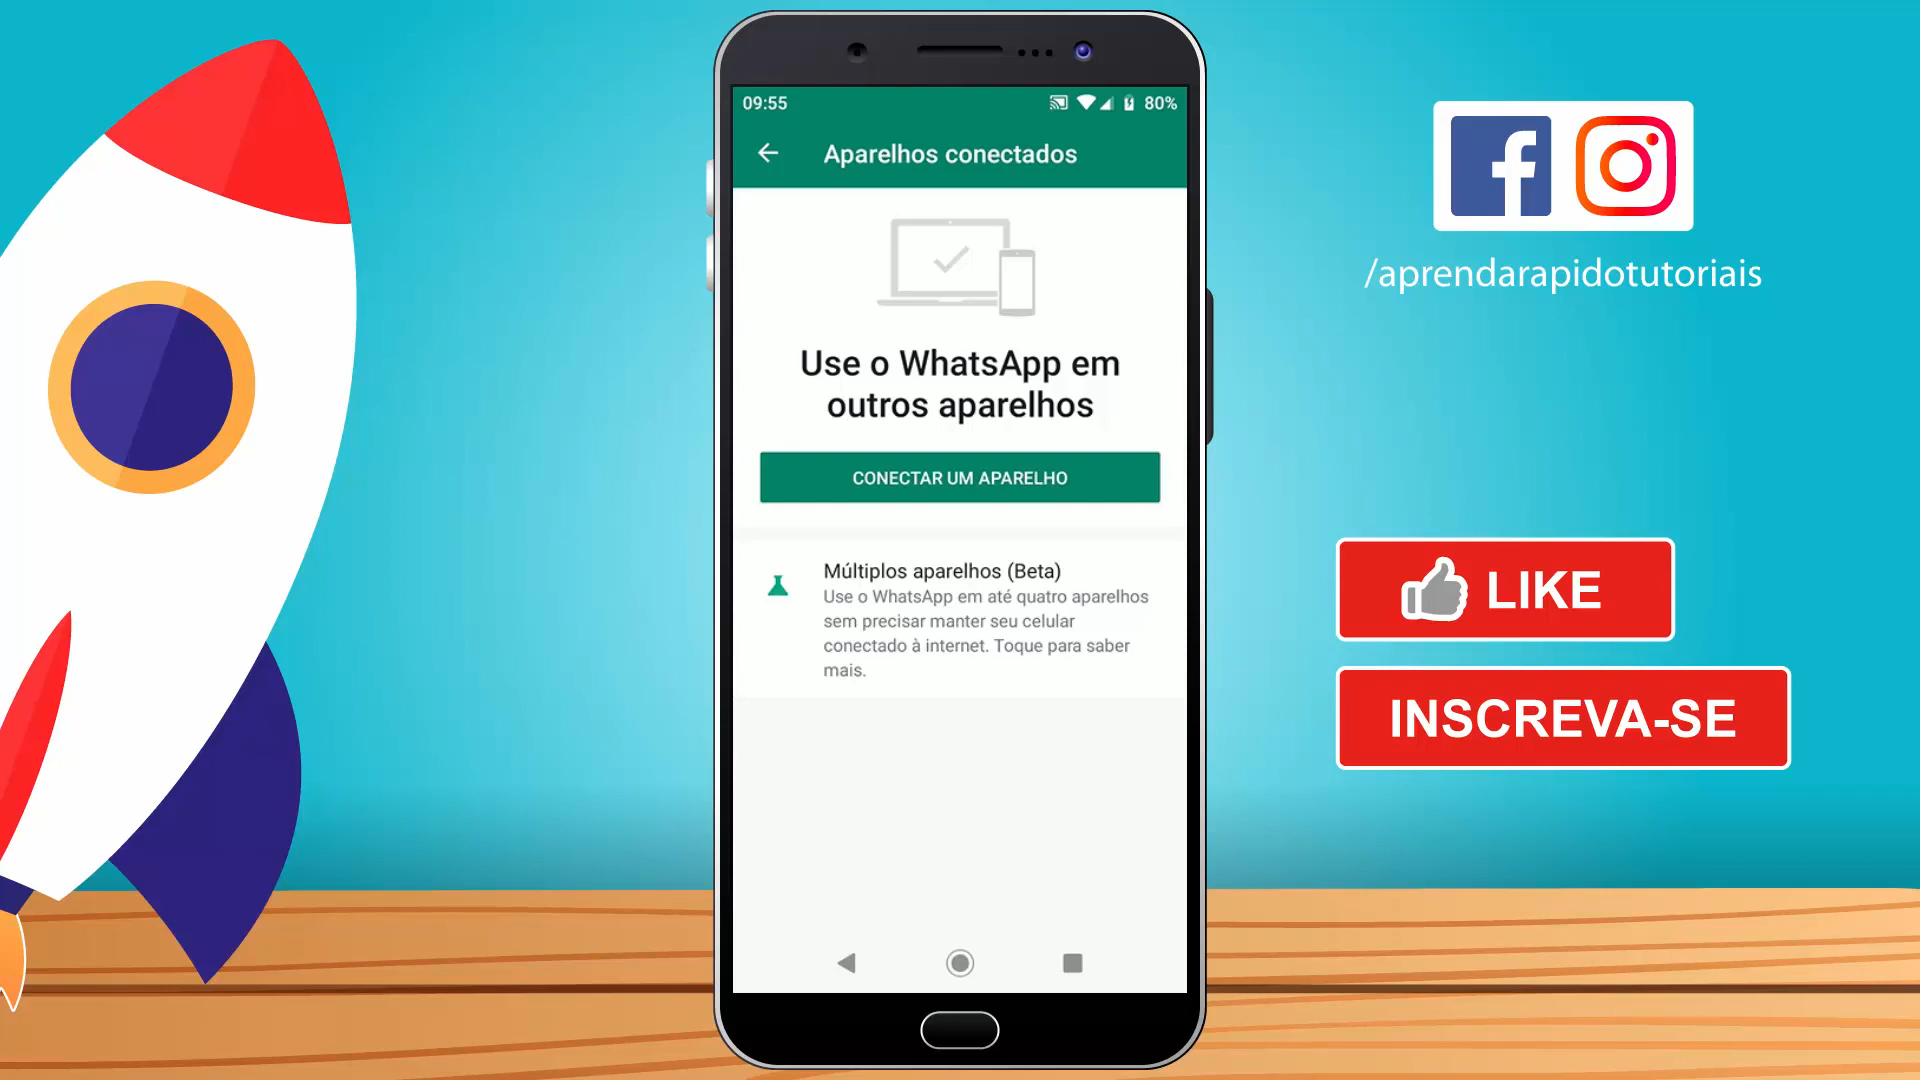 09:55
80%
Aparelhos conectados
Use o WhatsApp em
outros aparelhos
CONECTAR UM APARELHO
Múltiplos aparelhos (Beta)
Use o WhatsApp em até quatro aparelhos
sem precisar manter seu celular
conectado à internet. Toque para saber
mais.
/aprendarapidotutoriais
LIKE
INSCREVA-SE